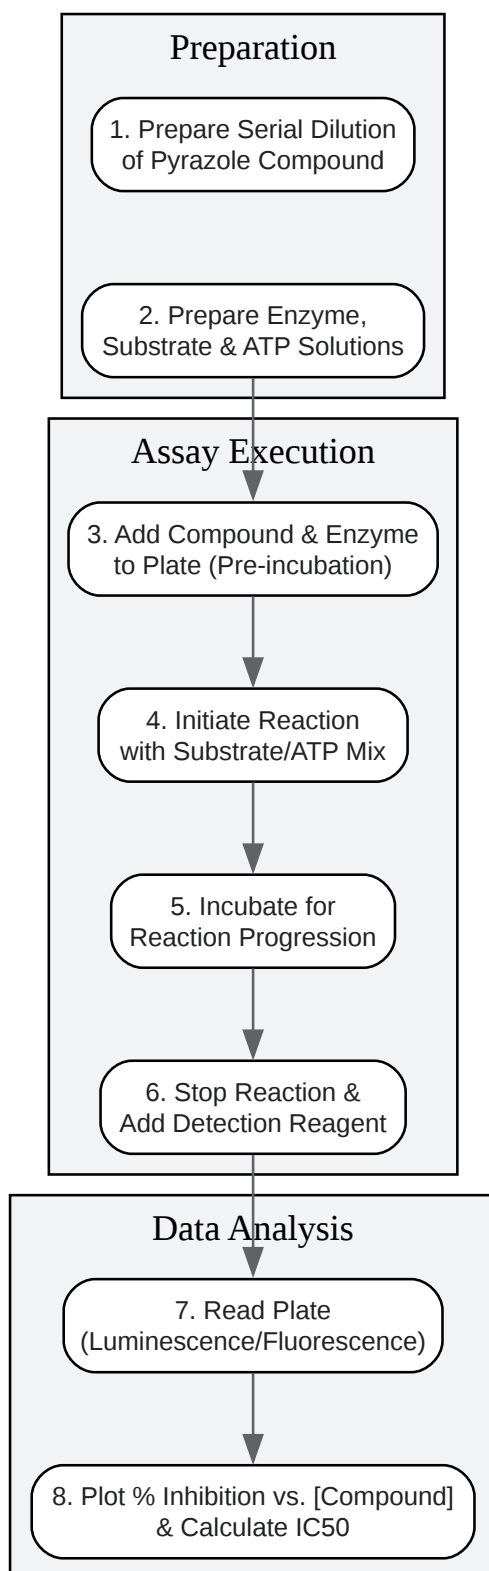 Preparation
1. Prepare Serial Dilution
of Pyrazole Compound
2. Prepare Enzyme,
Substrate & ATP Solutions
Assay Execution
3. Add Compound & Enzyme
to Plate (Pre-incubation)
4. Initiate Reaction
with Substrate/ATP Mix
5. Incubate for
Reaction Progression
6. Stop Reaction &
Add Detection Reagent
Data Analysis
7. Read Plate
(Luminescence/Fluorescence)
8. Plot % Inhibition vs. [Compound]
& Calculate IC50